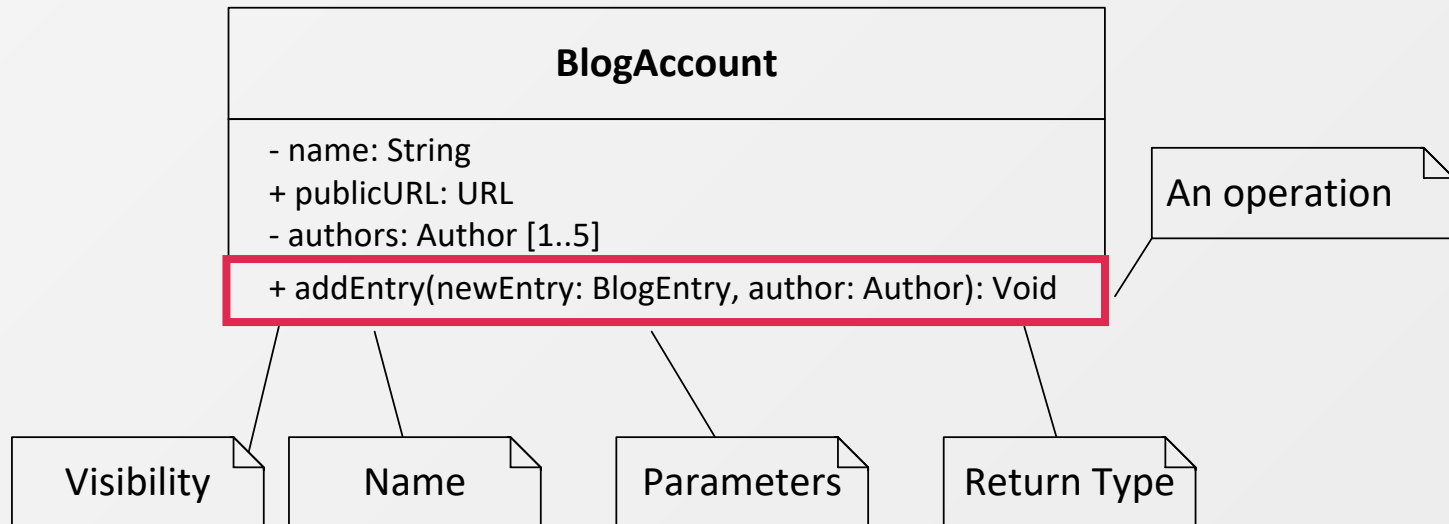 BlogAccount
- name: String
+ publicURL: URL
- authors: Author [1..5]
An operation
+ addEntry(newEntry: BlogEntry, author: Author): Void
Visibility
Name
Parameters
Return Type